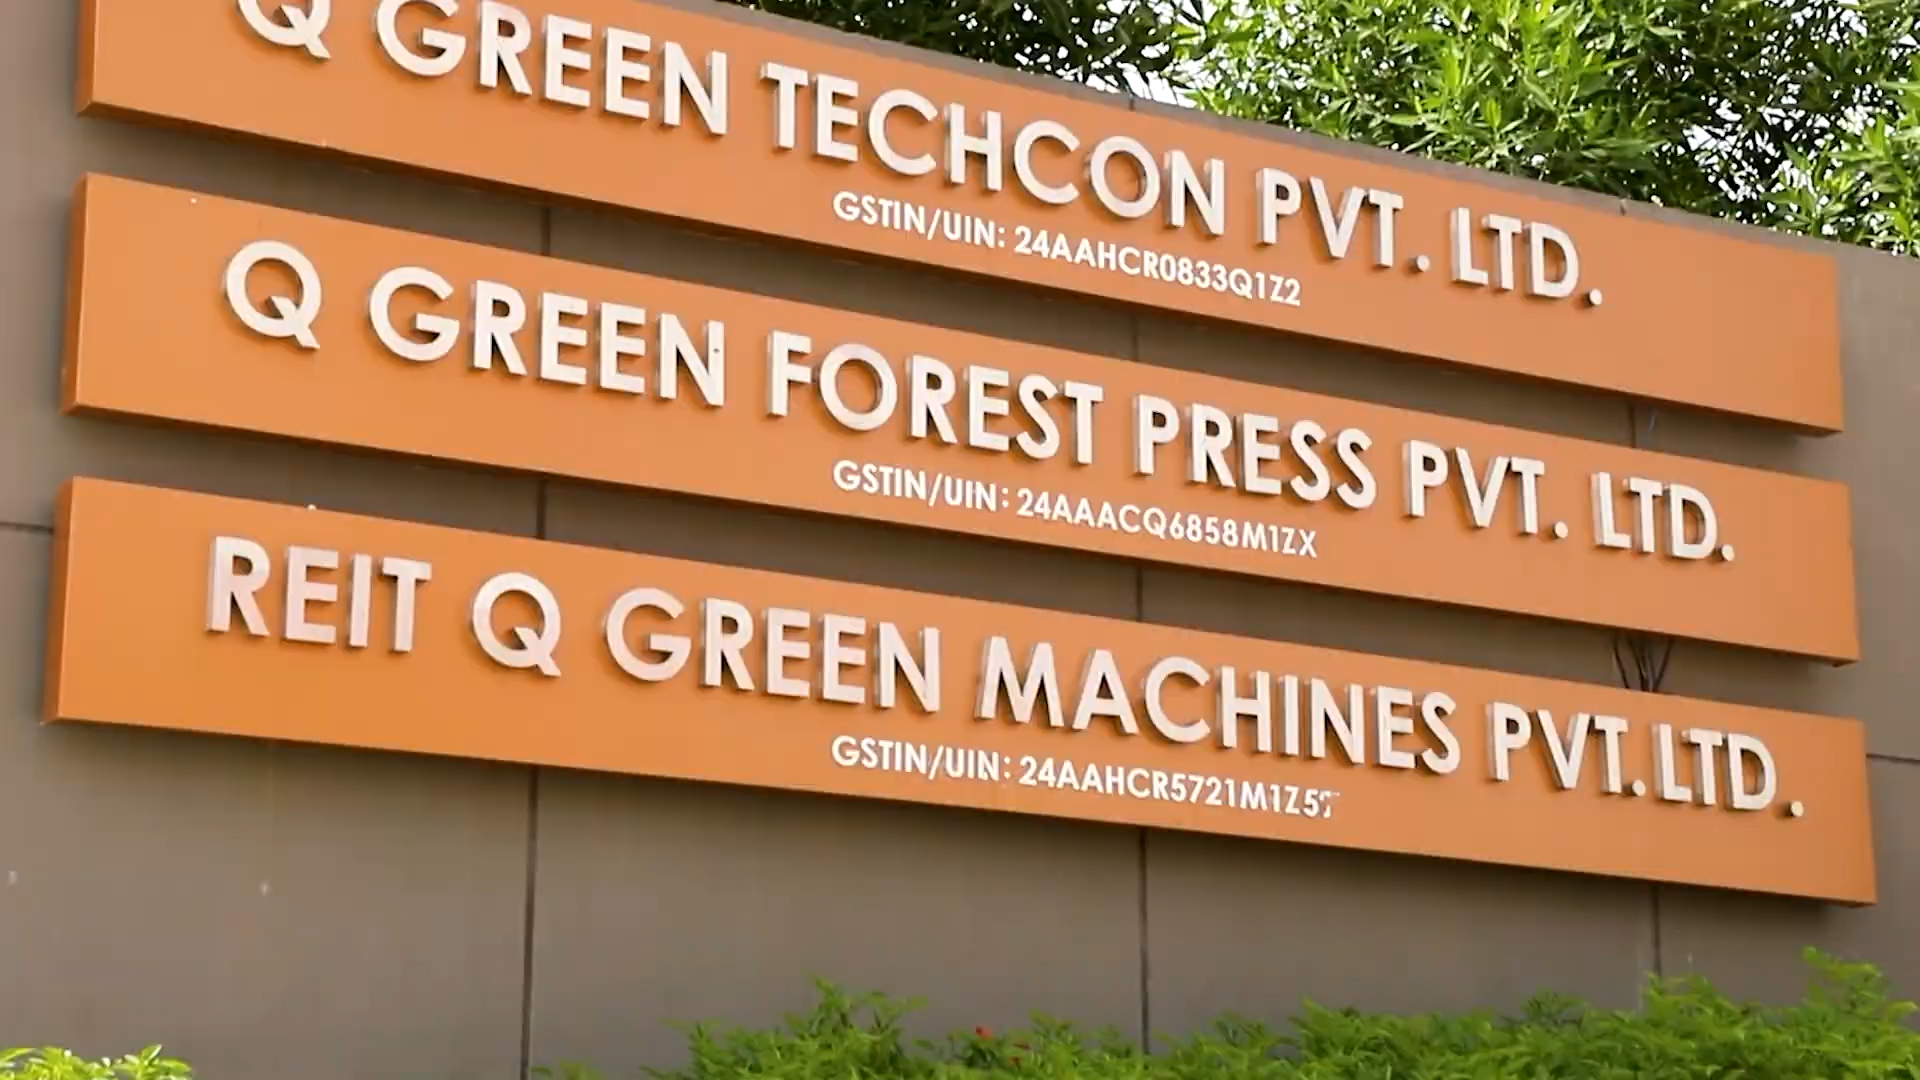 Q GREEN TECHCON PVT. LTD.
GSTIN/UIN: 24AAHCR0833Q1Z2
Q GREEN FOREST PRESS PVT. LTD.
GSTIN/UIN: 24AAACQ6858M1ZX
REIT Q GREEN MACHINES PVT.LTD.
GSTIN/UIN: 24AAHCR5721M1Z5